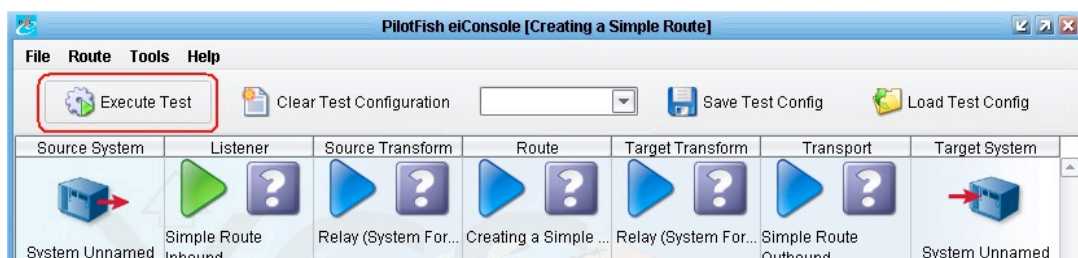 PilotFish eiConsole [Creating a Simple Route]
File Route Tools Help
Execute Test Clear Test Configuration Save Test Config Load Test Config
Source System Listener Source Transform Route Target Transform Transport Target System
System Unnamed Simple Route Inbound Relay (System For... Creating a Simple ... Relay (System For... Simple Route Outbound System Unnamed